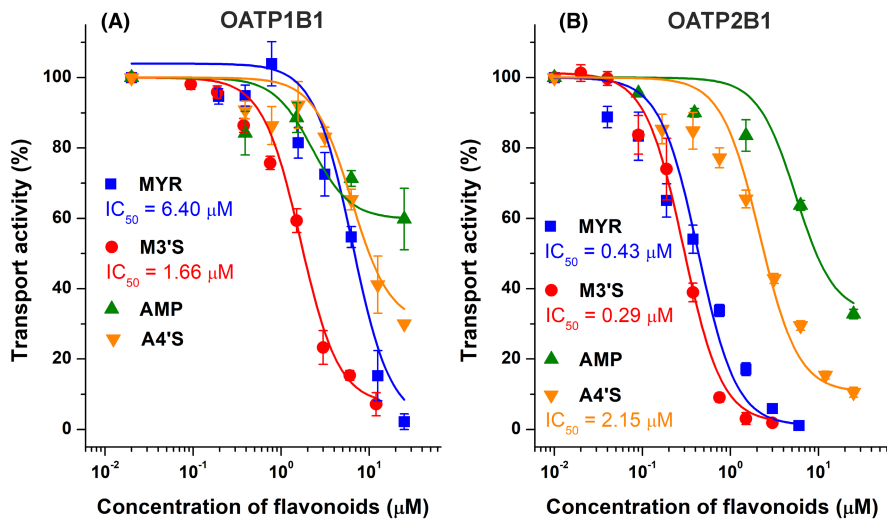 (A) OATP1B1
Transport activity (%)
100
80
60
40
20
0
MYR
IC50 = 6.40 μM
M3'S
IC50 = 1.66 μM
AMP
A4'S
10-2 10-1 100 101
Concentration of flavonoids (μM)
(B) OATP2B1
Transport activity (%)
100
80
60
40
20
0
MYR
IC50 = 0.43 μM
M3'S
IC50 = 0.29 μM
AMP
A4'S
IC50 = 2.15 μM
10-2 10-1 100 101
Concentration of flavonoids (μM)